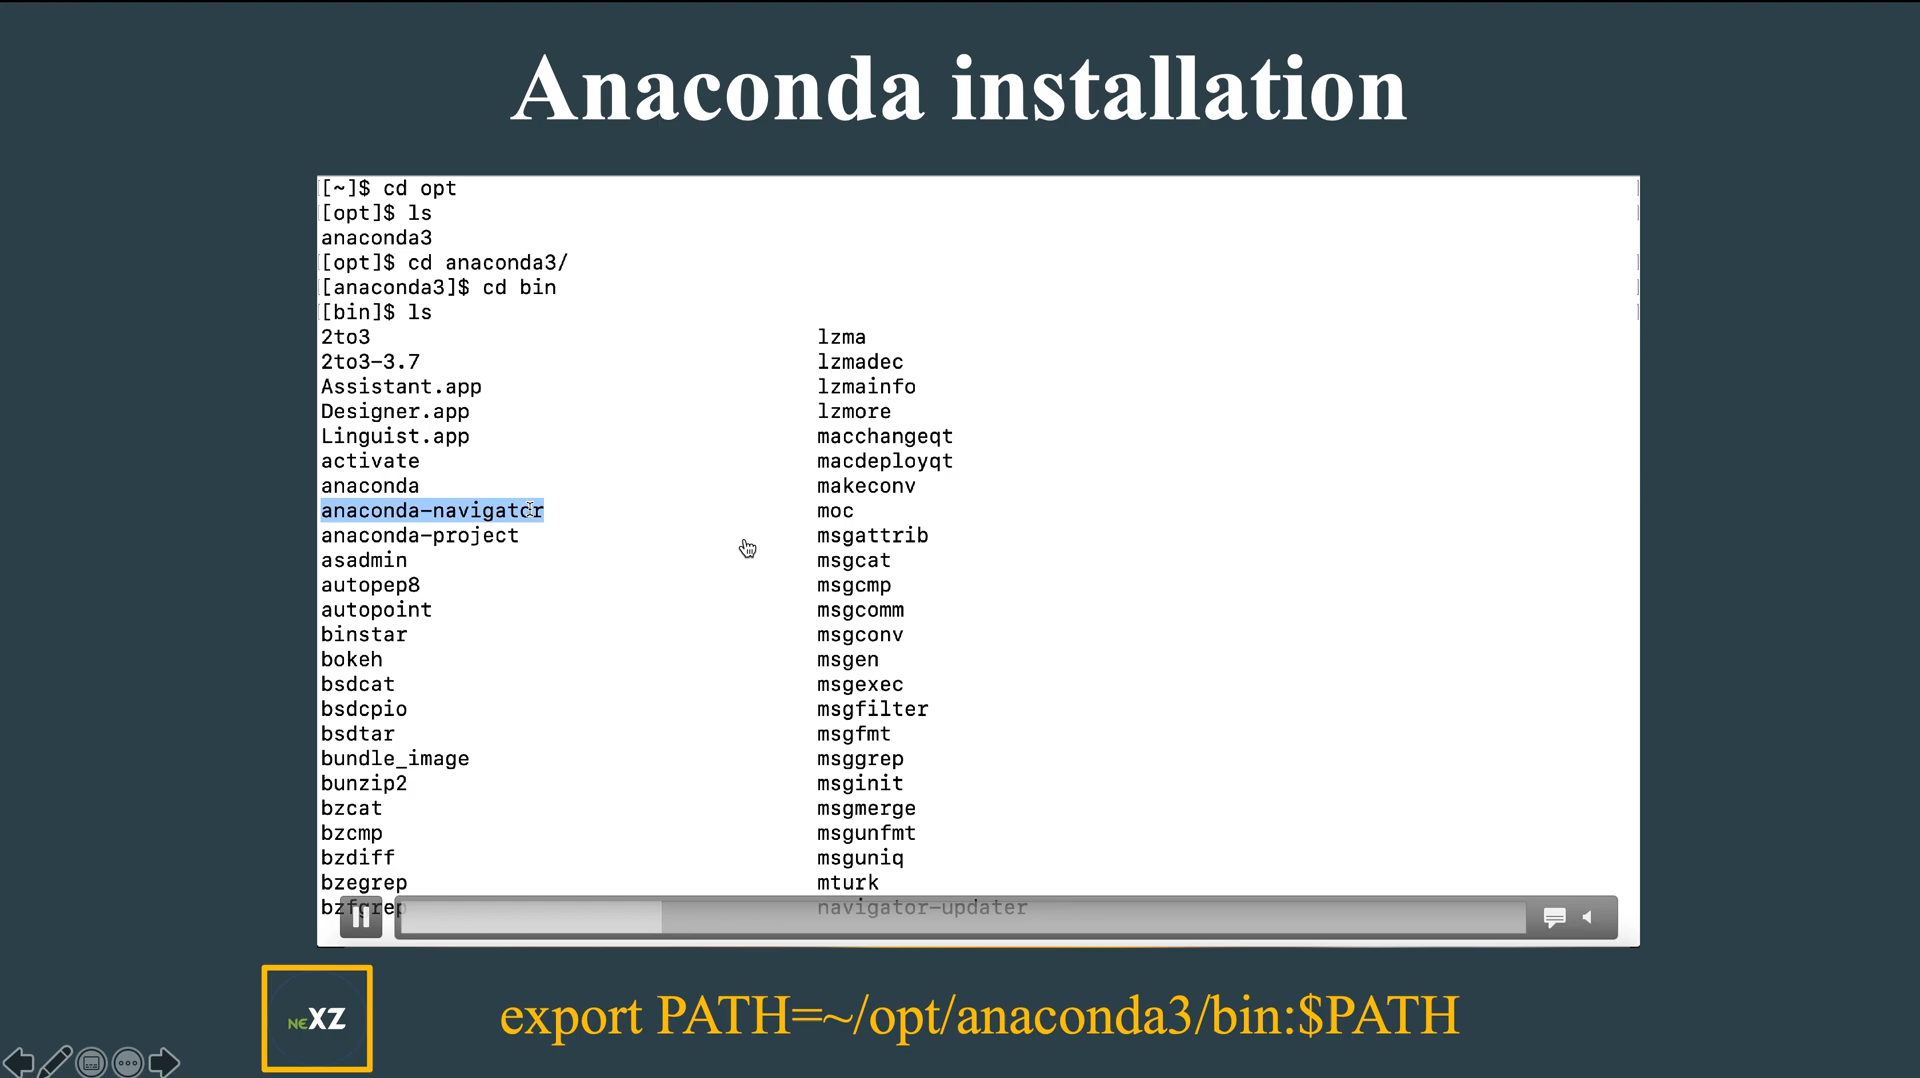 Anaconda installation
[~]$ cd opt
[opt]$ ls
anaconda3
[opt]$ cd anaconda3/
[anaconda3]$ cd bin
[bin]$ ls
2to3 lzma
2to3-3.7 lzmadec
Assistant.app lzmainfo
Designer.app lzmore
Linguist.app macchangeqt
activate macdeployqt
anaconda makeconv
anaconda-navigator moc
anaconda-project msgattrib
asadmin msgcat
autopep8 msgcmp
autopoint msgcomm
binstar msgconv
bokeh msgen
bsdcat msgexec
bsdcpio msgfilter
bsdtar msgfmt
bundle_image msggrep
bunzip2 msginit
bzcat msgmerge
bzcmp msgunfmt
bzdiff msguniq
bzegrep mturk
bzfgrep navigator-updater
neXZ
export PATH=~/opt/anaconda3/bin:$PATH